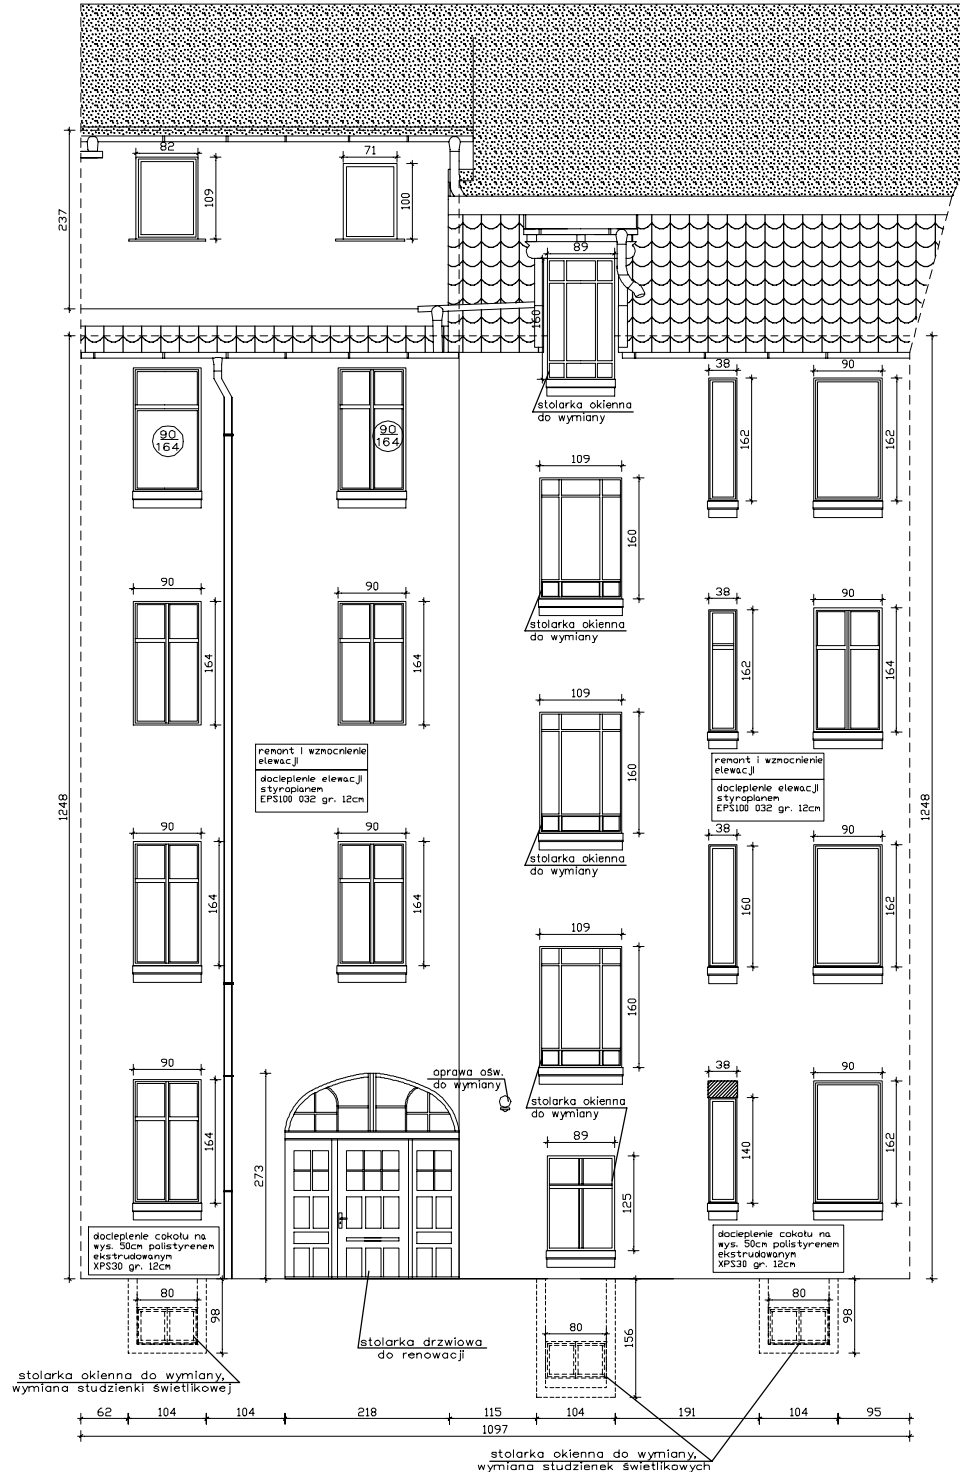 82
71
109
100
237
89
160
stolarka okienna
do wymiany
38
90
162
162
90
164
90
164
109
160
stolarka okienna
do wymiany
90
90
164
164
38
90
162
164
109
160
stolarka okienna
do wymiany
remont i wzmocnienie
elewacji
docieplenie elewacji
styropianem
EPS100 032 gr. 12cm
remont i wzmocnienie
elewacji
docieplenie elewacji
styropianem
EPS100 032 gr. 12cm
1248
1248
90
90
164
164
38
90
160
162
109
160
stolarka okienna
do wymiany
oprawa ośw.
do wymiany
90
164
273
38
90
140
162
89
125
docieplenie cokołu na
wys. 50cm polistyrenem
ekstrudowanym
XPS30 gr. 12cm
docieplenie cokołu na
wys. 50cm polistyrenem
ekstrudowanym
XPS30 gr. 12cm
80
98
80
156
80
98
stolarka drzwiowa
do renowacji
stolarka okienna do wymiany,
wymiana studzienki świetlikowej
62 104 104 218 115 104 191 104 95
1097
stolarka okienna do wymiany,
wymiana studzienek świetlikowych